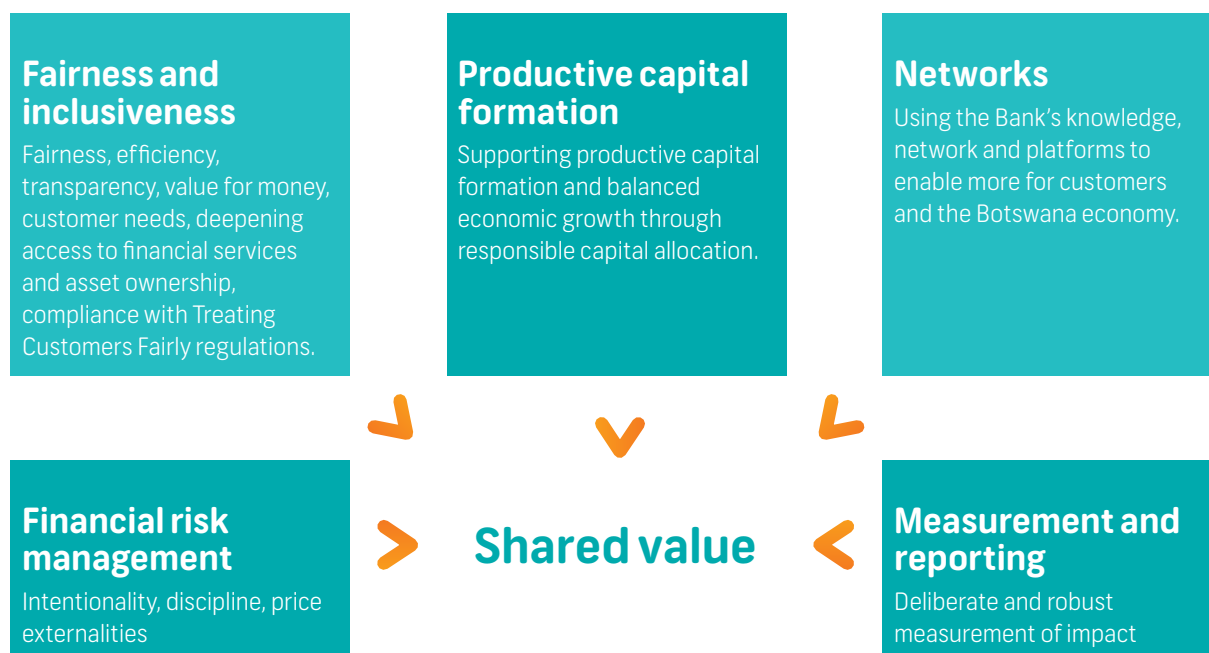 Fairness and
inclusiveness
Fairness, efficiency,
transparency, value for money,
customer needs, deepening
access to financial services
and asset ownership,
compliance with Treating
Customers Fairly regulations.
Productive capital
formation
Supporting productive capital
formation and balanced
economic growth through
responsible capital allocation.
Networks
Using the Bank’s knowledge,
network and platforms to
enable more for customers
and the Botswana economy.
Financial risk
management
Intentionality, discipline, price
externalities
Shared value
Measurement and
reporting
Deliberate and robust
measurement of impact